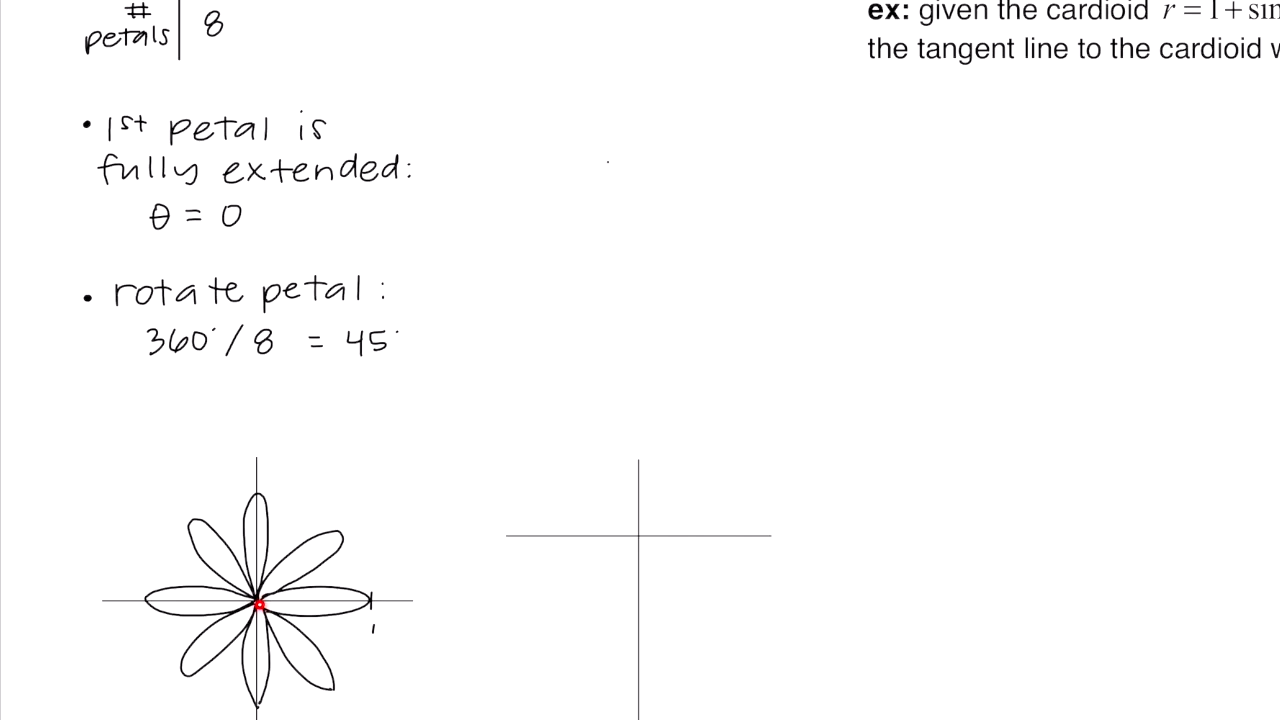 #
petals | 8
• 1st petal is
fully extended:
θ = 0
• rotate petal:
360° / 8 = 45°
1
ex: given the cardioid r = 1 + sin
the tangent line to the cardioid